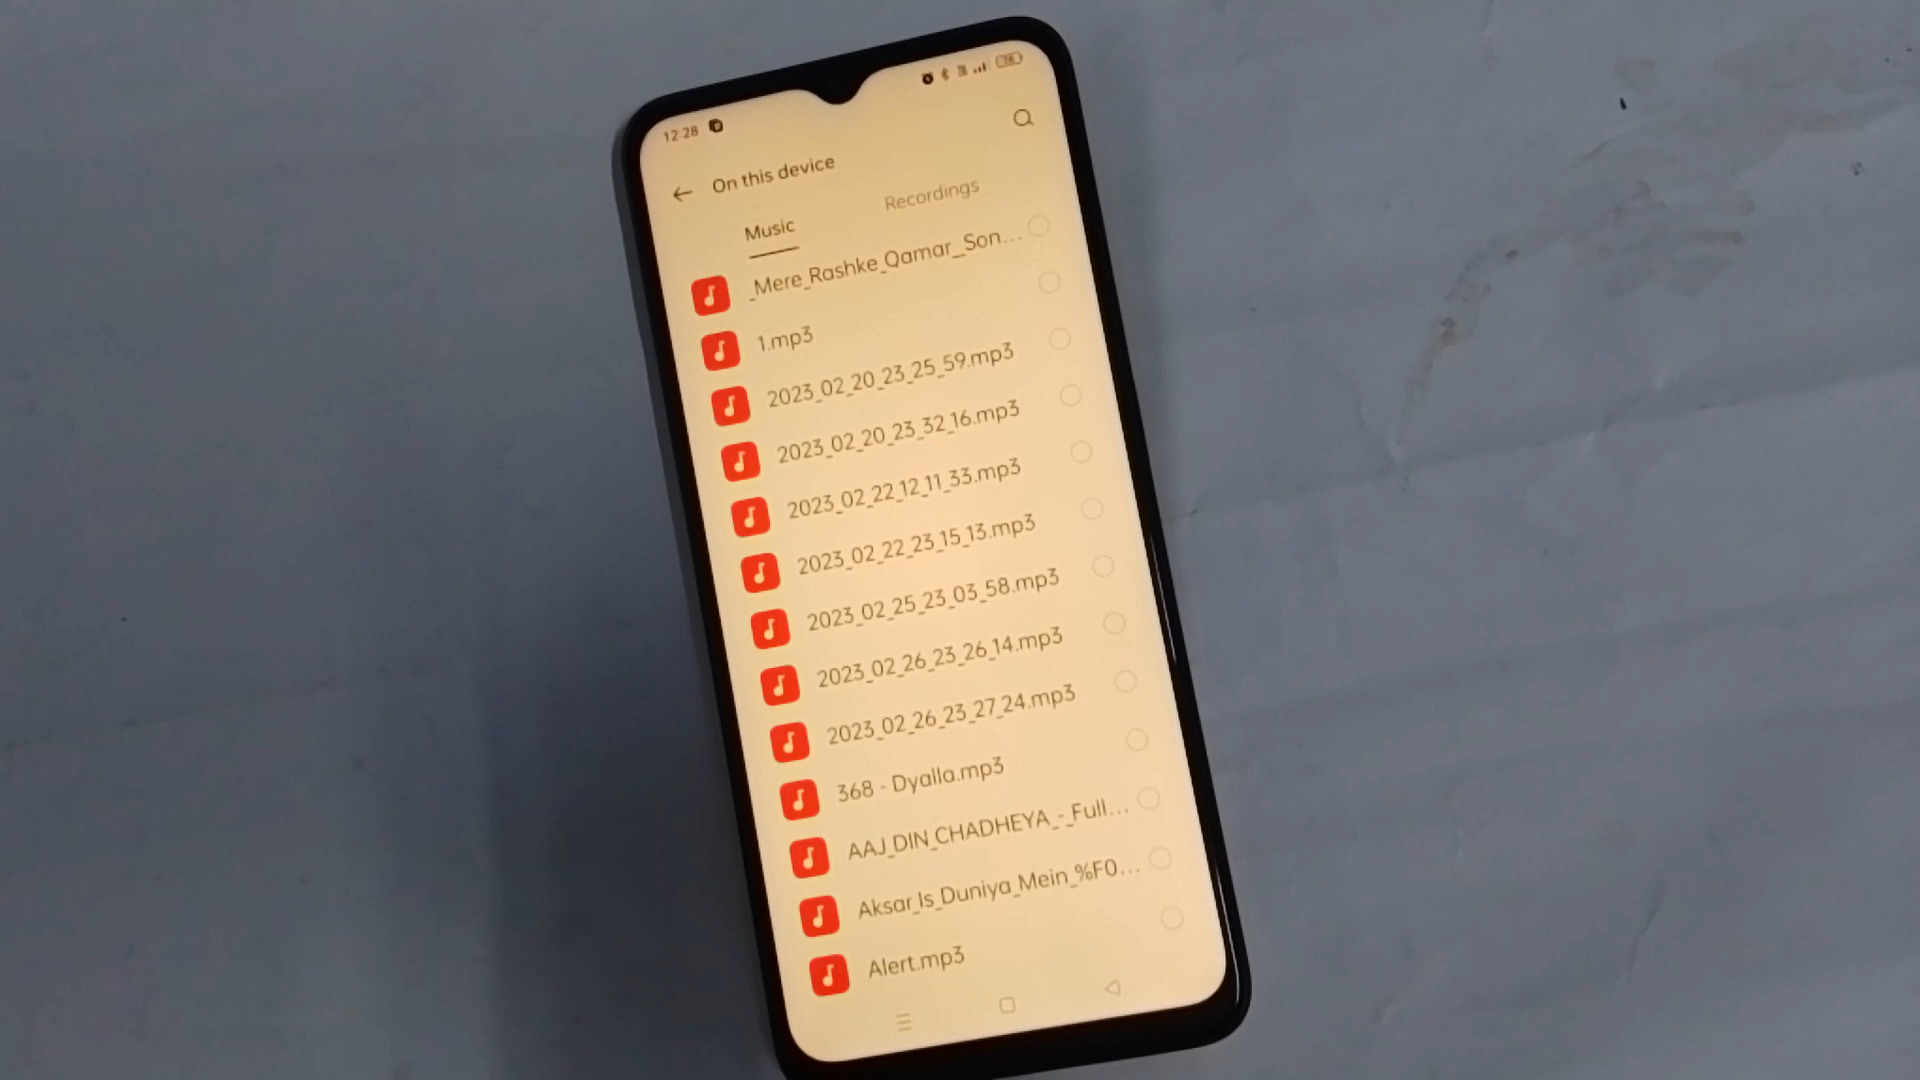 12:28
On this device
Music
Recordings
_Mere_Rashke_Qamar__Son...
1.mp3
2023_02_20_23_25_59.mp3
2023_02_20_23_32_16.mp3
2023_02_22_12_11_33.mp3
2023_02_22_23_15_13.mp3
2023_02_25_23_03_58.mp3
2023_02_26_23_26_14.mp3
2023_02_26_23_27_24.mp3
368 - Dyalla.mp3
AAJ_DIN_CHADHEYA_-_Full...
Aksar_Is_Duniya_Mein_%F0...
Alert.mp3